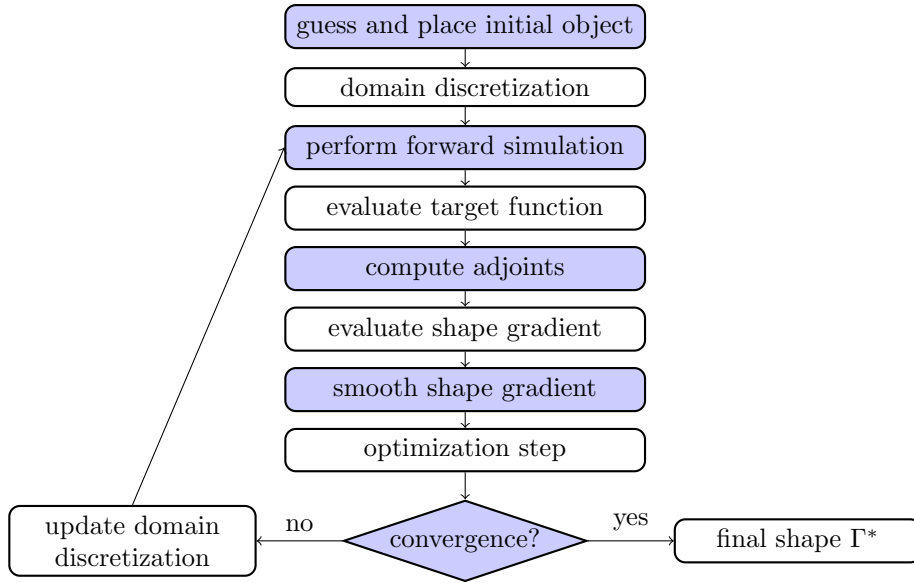 guess and place initial object
domain discretization
perform forward simulation
evaluate target function
compute adjoints
evaluate shape gradient
smooth shape gradient
optimization step
convergence?
no
update domain
discretization
yes
final shape Γ*